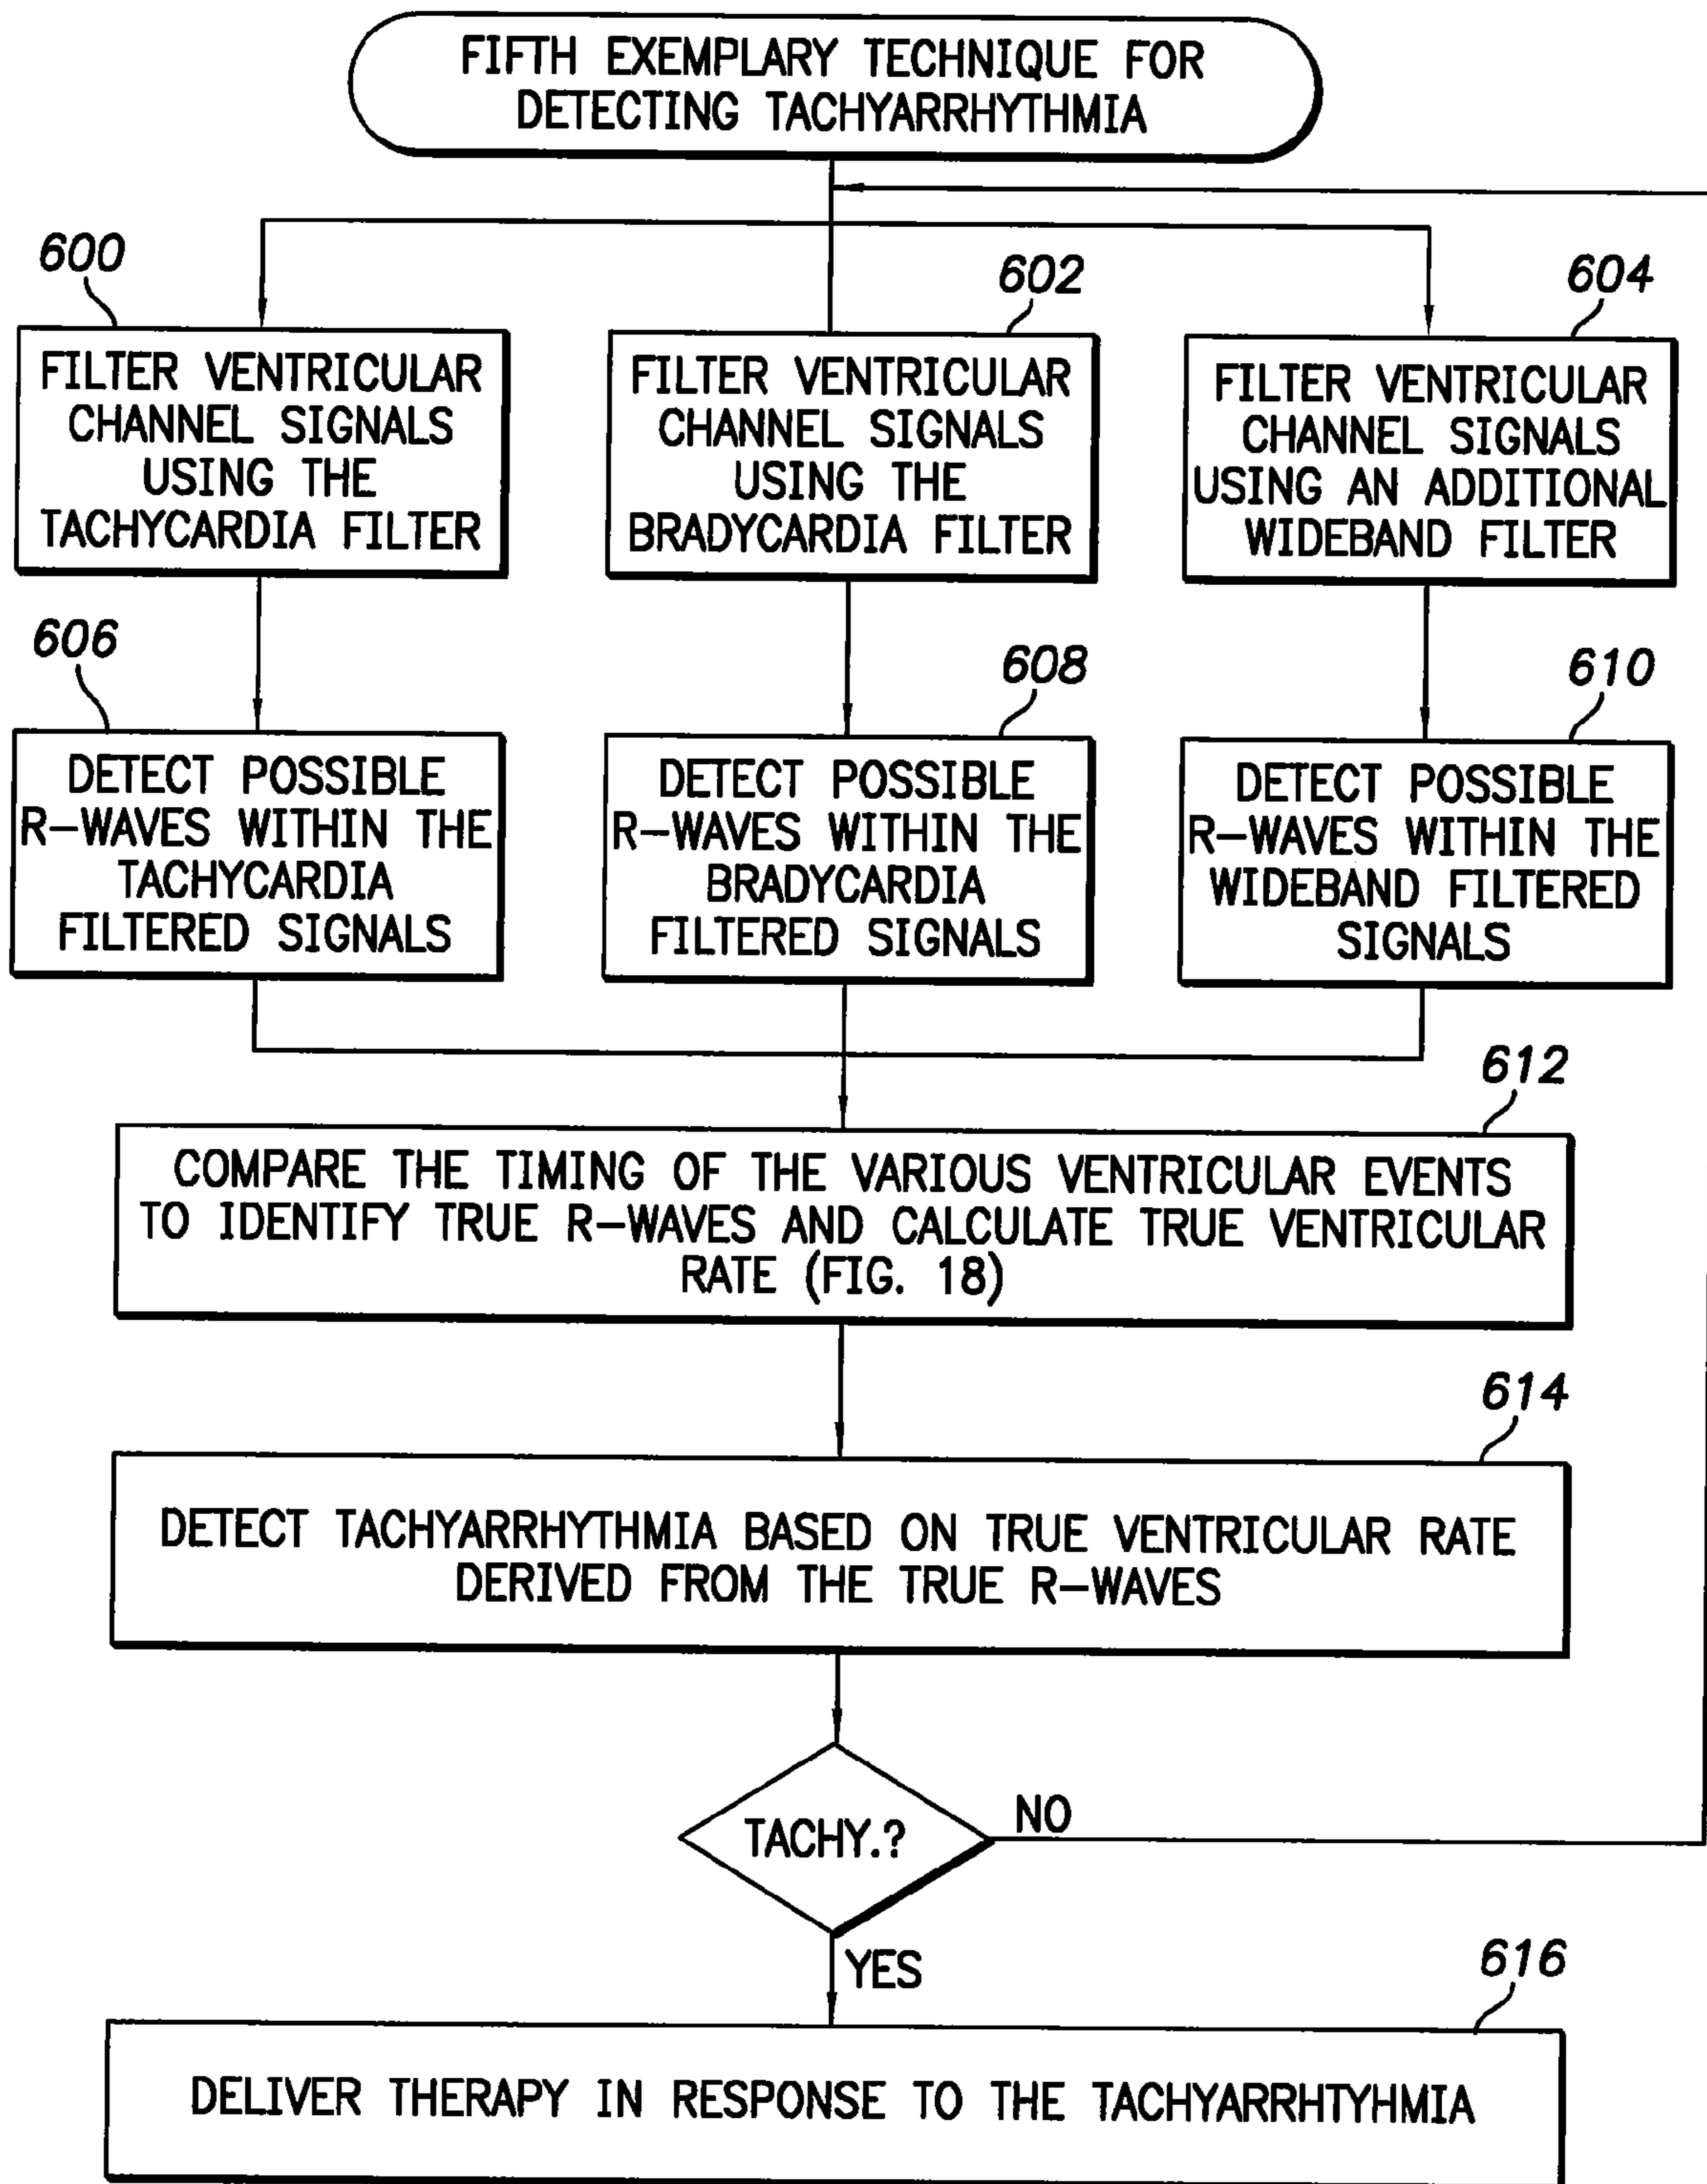 FIFTH EXEMPLARY TECHNIQUE FOR
DETECTING TACHYARRHYTHMIA
600
FILTER VENTRICULAR
CHANNEL SIGNALS
USING THE
TACHYCARDIA FILTER
602
FILTER VENTRICULAR
CHANNEL SIGNALS
USING THE
BRADYCARDIA FILTER
604
FILTER VENTRICULAR
CHANNEL SIGNALS
USING AN ADDITIONAL
WIDEBAND FILTER
606
DETECT POSSIBLE
R-WAVES WITHIN THE
TACHYCARDIA
FILTERED SIGNALS
608
DETECT POSSIBLE
R-WAVES WITHIN THE
BRADYCARDIA
FILTERED SIGNALS
610
DETECT POSSIBLE
R-WAVES WITHIN THE
WIDEBAND FILTERED
SIGNALS
612
COMPARE THE TIMING OF THE VARIOUS VENTRICULAR EVENTS
TO IDENTIFY TRUE R-WAVES AND CALCULATE TRUE VENTRICULAR
RATE (FIG. 18)
614
DETECT TACHYARRHYTHMIA BASED ON TRUE VENTRICULAR RATE
DERIVED FROM THE TRUE R-WAVES
TACHY.?
NO
YES
616
DELIVER THERAPY IN RESPONSE TO THE TACHYARRHTYHMIA